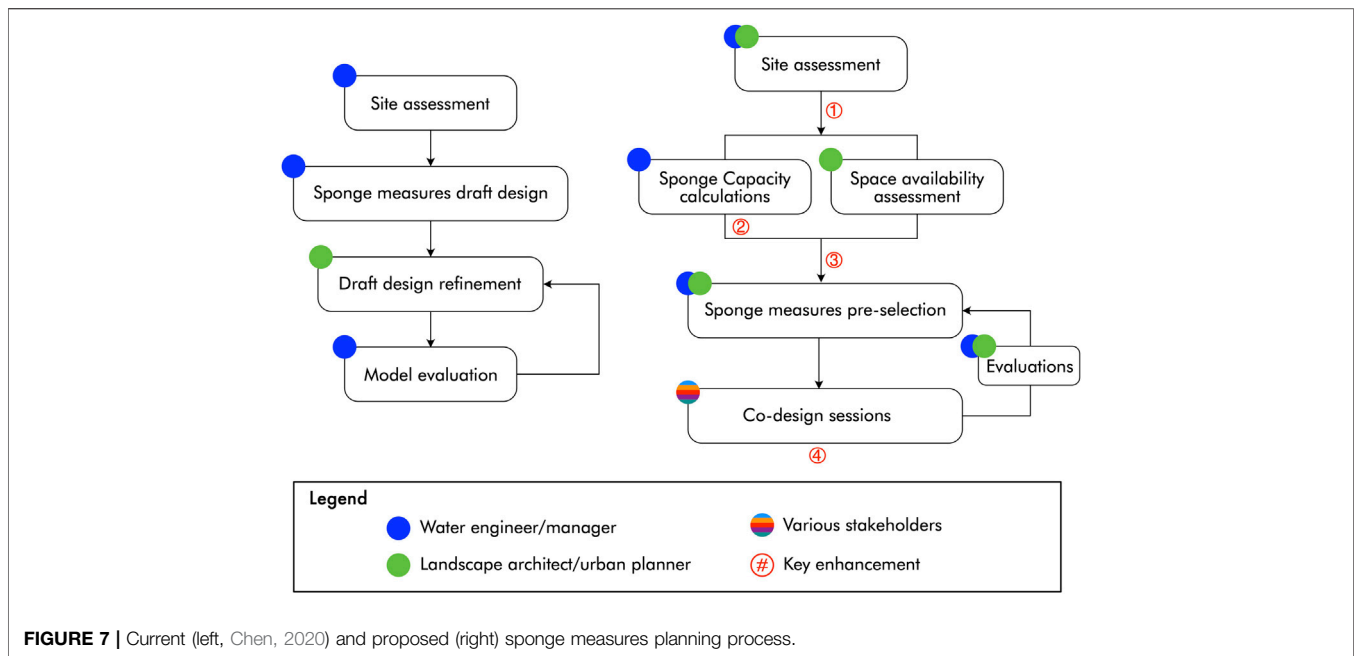 Site assessment
Sponge measures draft design
Draft design refinement
Model evaluation
Site assessment
①
Sponge Capacity
calculations
Space availability
assessment
②
③
Sponge measures pre-selection
Evaluations
Co-design sessions
④
Legend
Water engineer/manager
Landscape architect/urban planner
Various stakeholders
# Key enhancement
FIGURE 7 | Current (left, Chen, 2020) and proposed (right) sponge measures planning process.